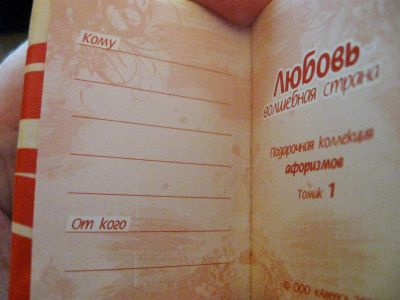 Кому
От кого
Любовь
волшебная страна
Подарочная коллекция
афоризмов
Томик 1
© ООО